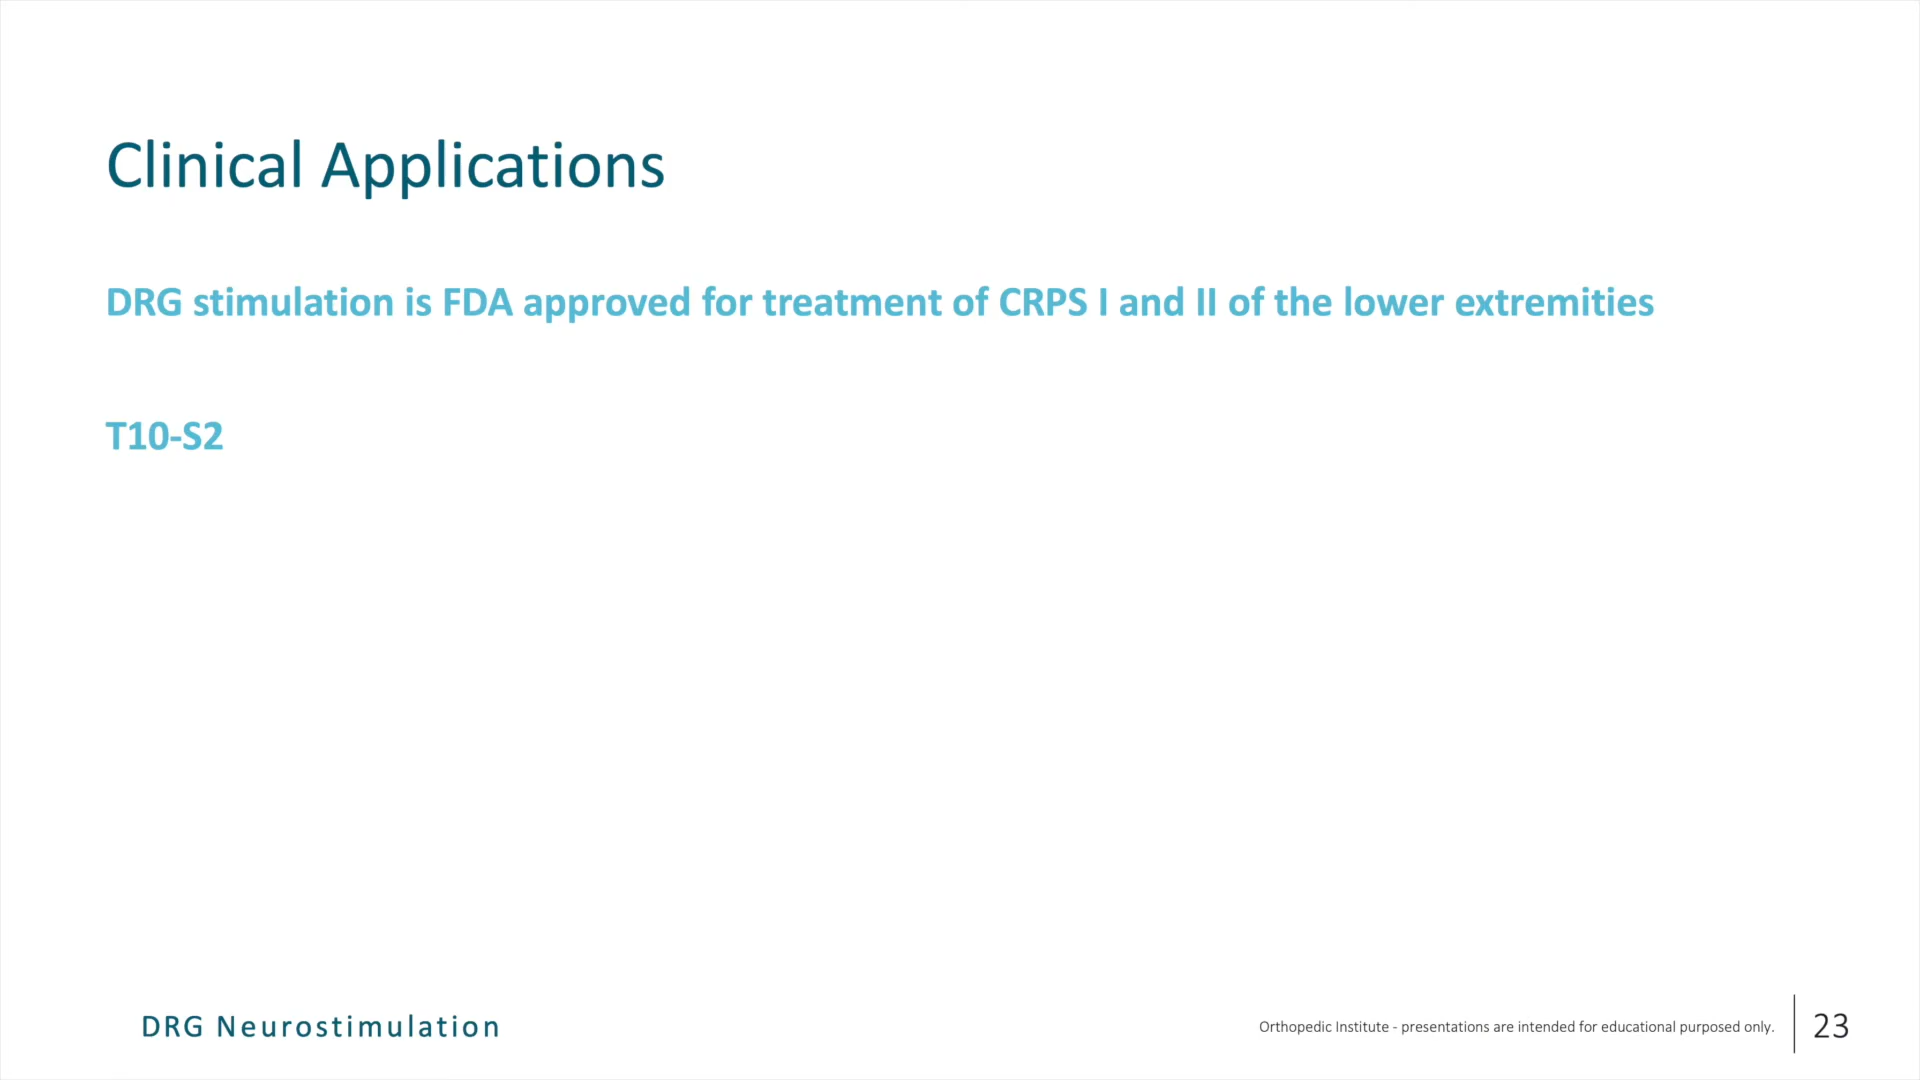 Clinical Applications
DRG stimulation is FDA approved for treatment of CRPS I and II of the lower extremities
T10-S2
DRG Neurostimulation
Orthopedic Institute - presentations are intended for educational purposed only.
23